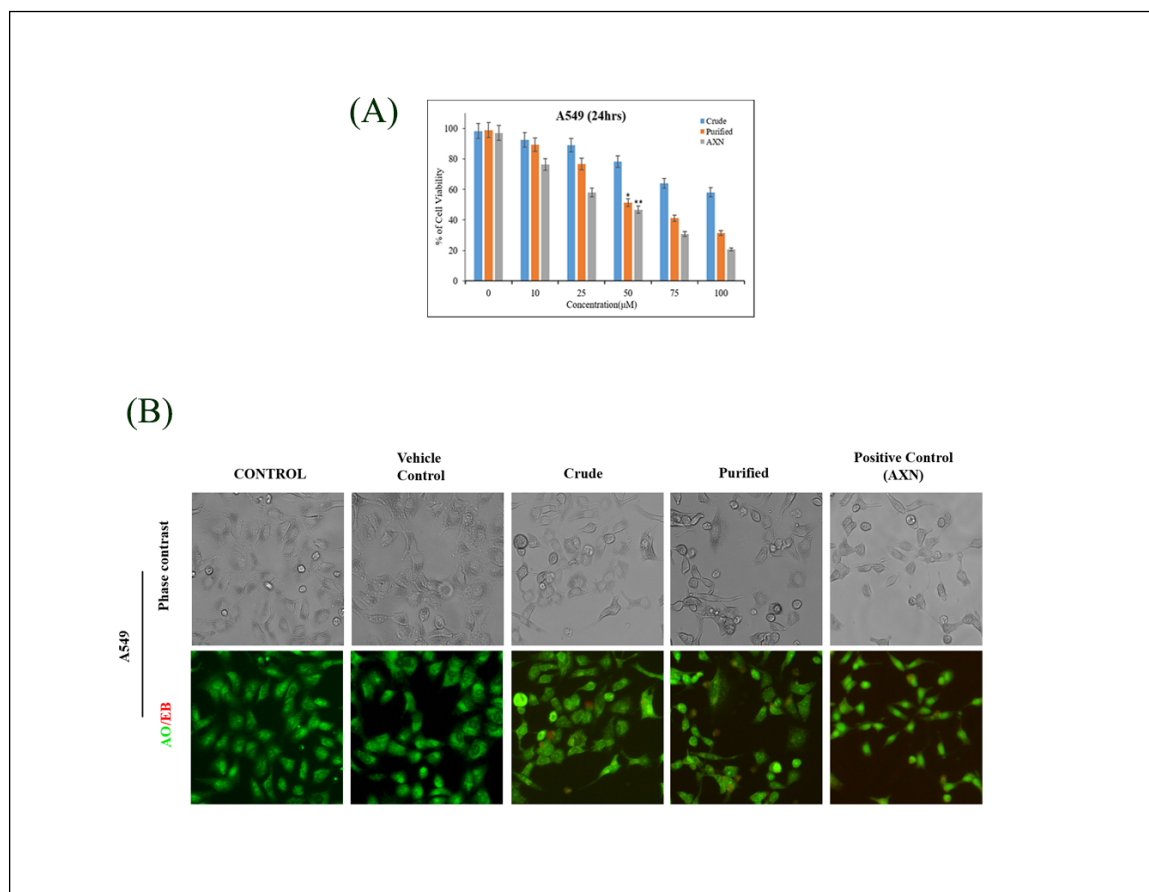 (A)
A549 (24hrs)
Crude
Purified
AXN
% of Cell Viability
100
80
60
40
20
0
*
**
0 10 25 50 75 100
Concentration(μM)
(B)
CONTROL
Vehicle
Control
Crude
Purified
Positive Control
(AXN)
A549
Phase contrast
AO/EB